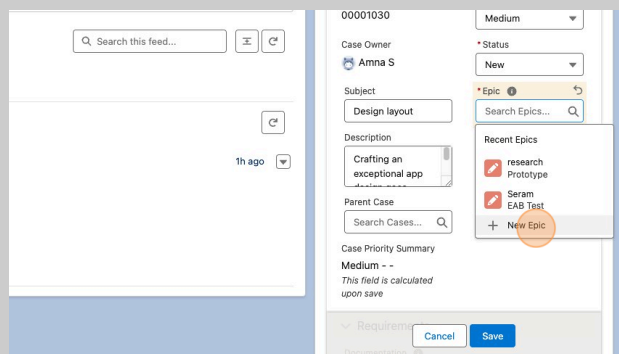 Search this feed...
1h ago
00001030
Medium
Case Owner
Amna S
* Status
New
Subject
Design layout
* Epic
Search Epics...
Description
Crafting an
exceptional app
Recent Epics
research
Prototype
Seram
EAB Test
New Epic
Parent Case
Search Cases...
Case Priority Summary
Medium - -
This field is calculated
upon save
Requirements
Cancel
Save
Documentation